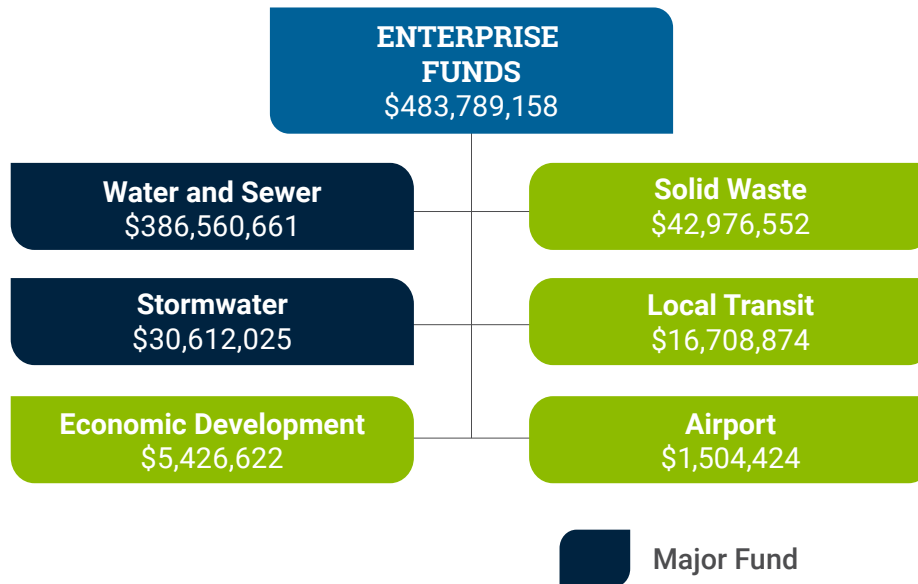 ENTERPRISE
FUNDS
$483,789,158
Water and Sewer
$386,560,661
Solid Waste
$42,976,552
Stormwater
$30,612,025
Local Transit
$16,708,874
Economic Development
$5,426,622
Airport
$1,504,424
Major Fund